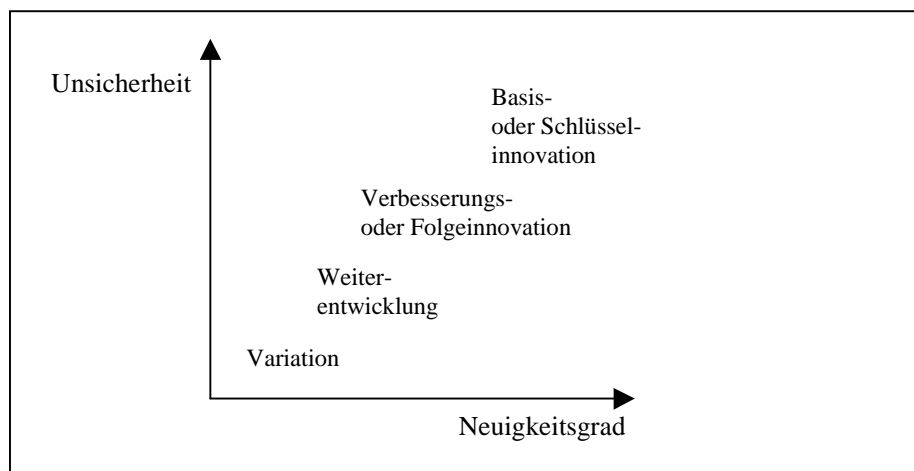 Unsicherheit
Basis-
oder Schlüssel-
innovation
Verbesserungs-
oder Folgeinnovation
Weiter-
entwicklung
Variation
Neuigkeitsgrad